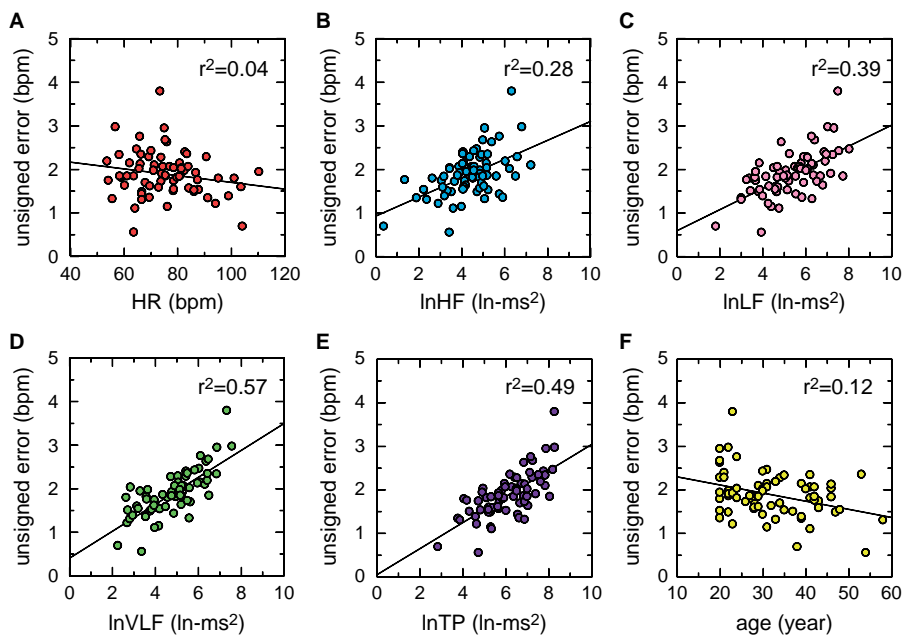 A
unsigned error (bpm)
5
4
3
2
1
0
r²=0.04
40 60 80 100 120
HR (bpm)
B
unsigned error (bpm)
5
4
3
2
1
0
r²=0.28
0 2 4 6 8 10
lnHF (ln-ms²)
C
unsigned error (bpm)
5
4
3
2
1
0
r²=0.39
0 2 4 6 8 10
lnLF (ln-ms²)
D
unsigned error (bpm)
5
4
3
2
1
0
r²=0.57
0 2 4 6 8 10
lnVLF (ln-ms²)
E
unsigned error (bpm)
5
4
3
2
1
0
r²=0.49
0 2 4 6 8 10
lnTP (ln-ms²)
F
unsigned error (bpm)
5
4
3
2
1
0
r²=0.12
10 20 30 40 50 60
age (year)